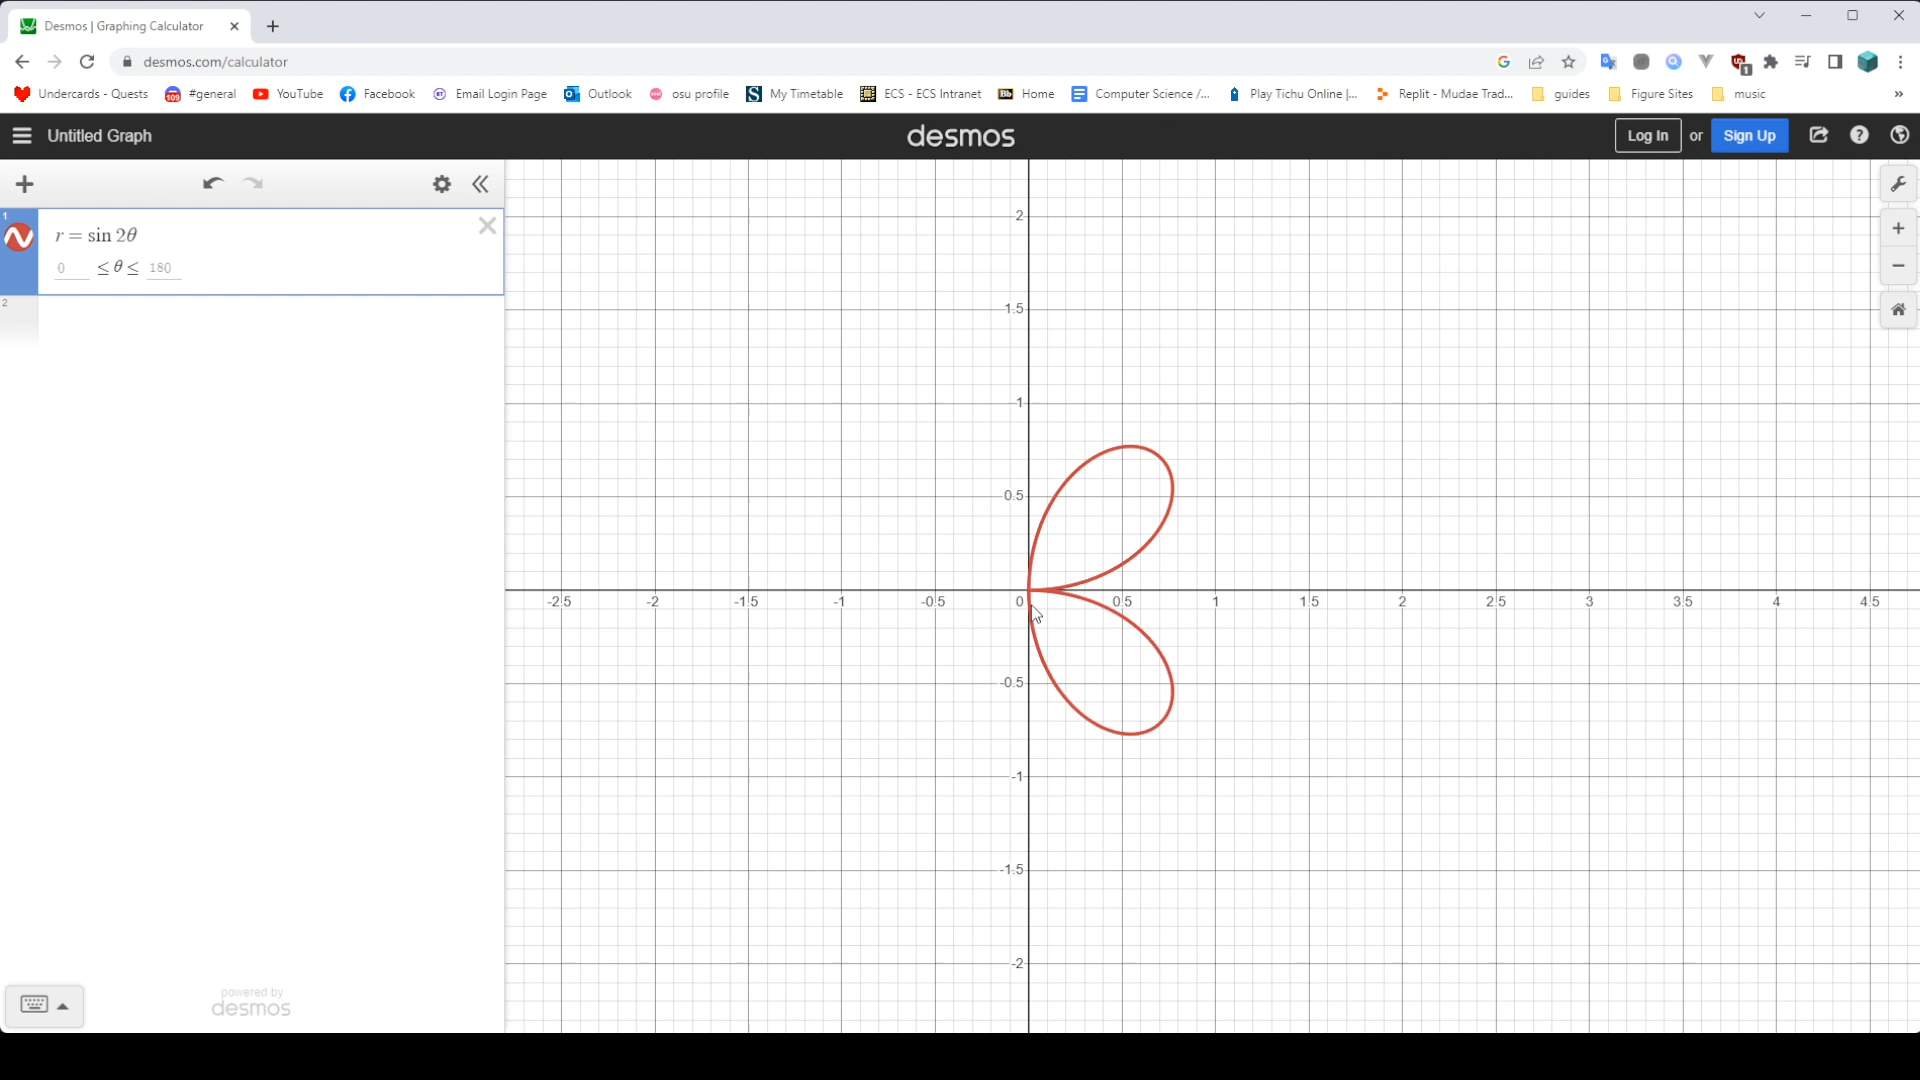 Desmos | Graphing Calculator
desmos.com/calculator
Undercards - Quests #general YouTube Facebook Email Login Page Outlook osu profile My Timetable ECS - ECS Intranet Home Computer Science /... Play Tichu Online |... Replit - Mudae Trad... guides Figure Sites music »
Untitled Graph desmos Log In or Sign Up
1
r = sin 2θ
0 ≤ θ ≤ 180
2
2
1.5
1
0.5
-2.5 -2 -1.5 -1 -0.5 0 0.5 1 1.5 2 2.5 3 3.5 4 4.5
-0.5
-1
-1.5
-2
powered by
desmos